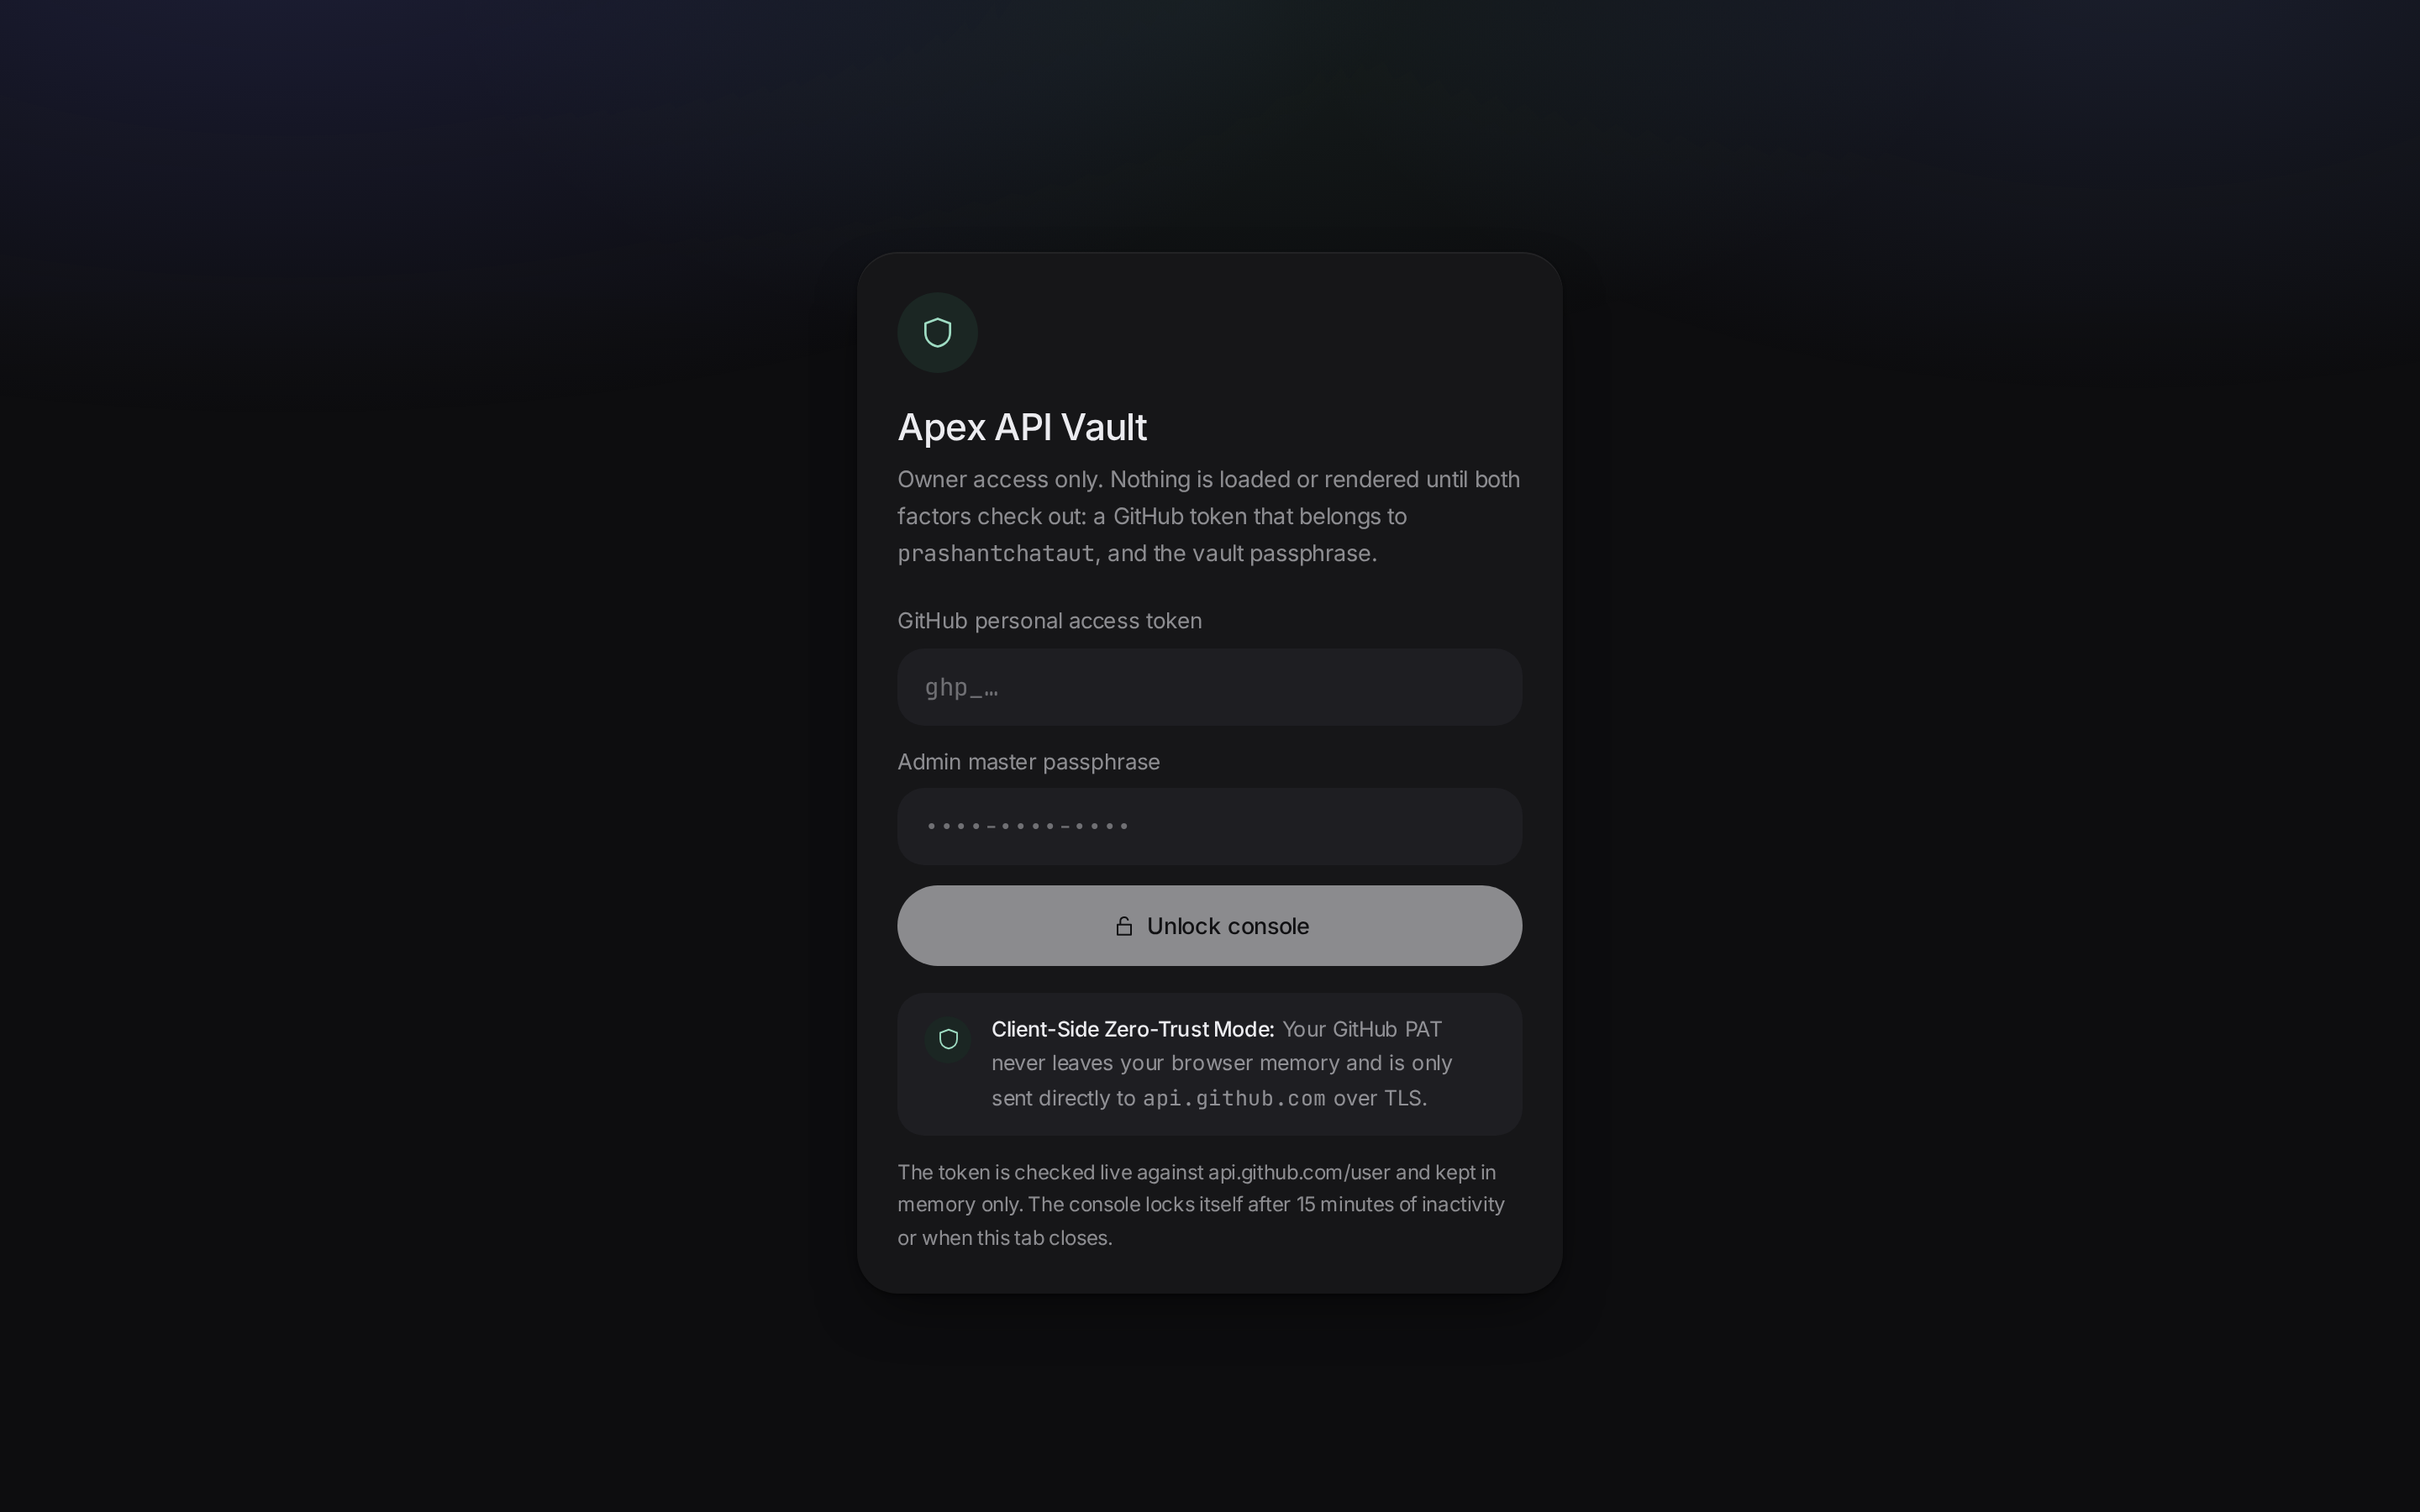 Apex API Vault
Owner access only. Nothing is loaded or rendered until both
factors check out: a GitHub token that belongs to
prashantchataut, and the vault passphrase.
GitHub personal access token
ghp_…
Admin master passphrase
••••-••••-••••
Unlock console
Client-Side Zero-Trust Mode: Your GitHub PAT
never leaves your browser memory and is only
sent directly to api.github.com over TLS.
The token is checked live against api.github.com/user and kept in
memory only. The console locks itself after 15 minutes of inactivity
or when this tab closes.